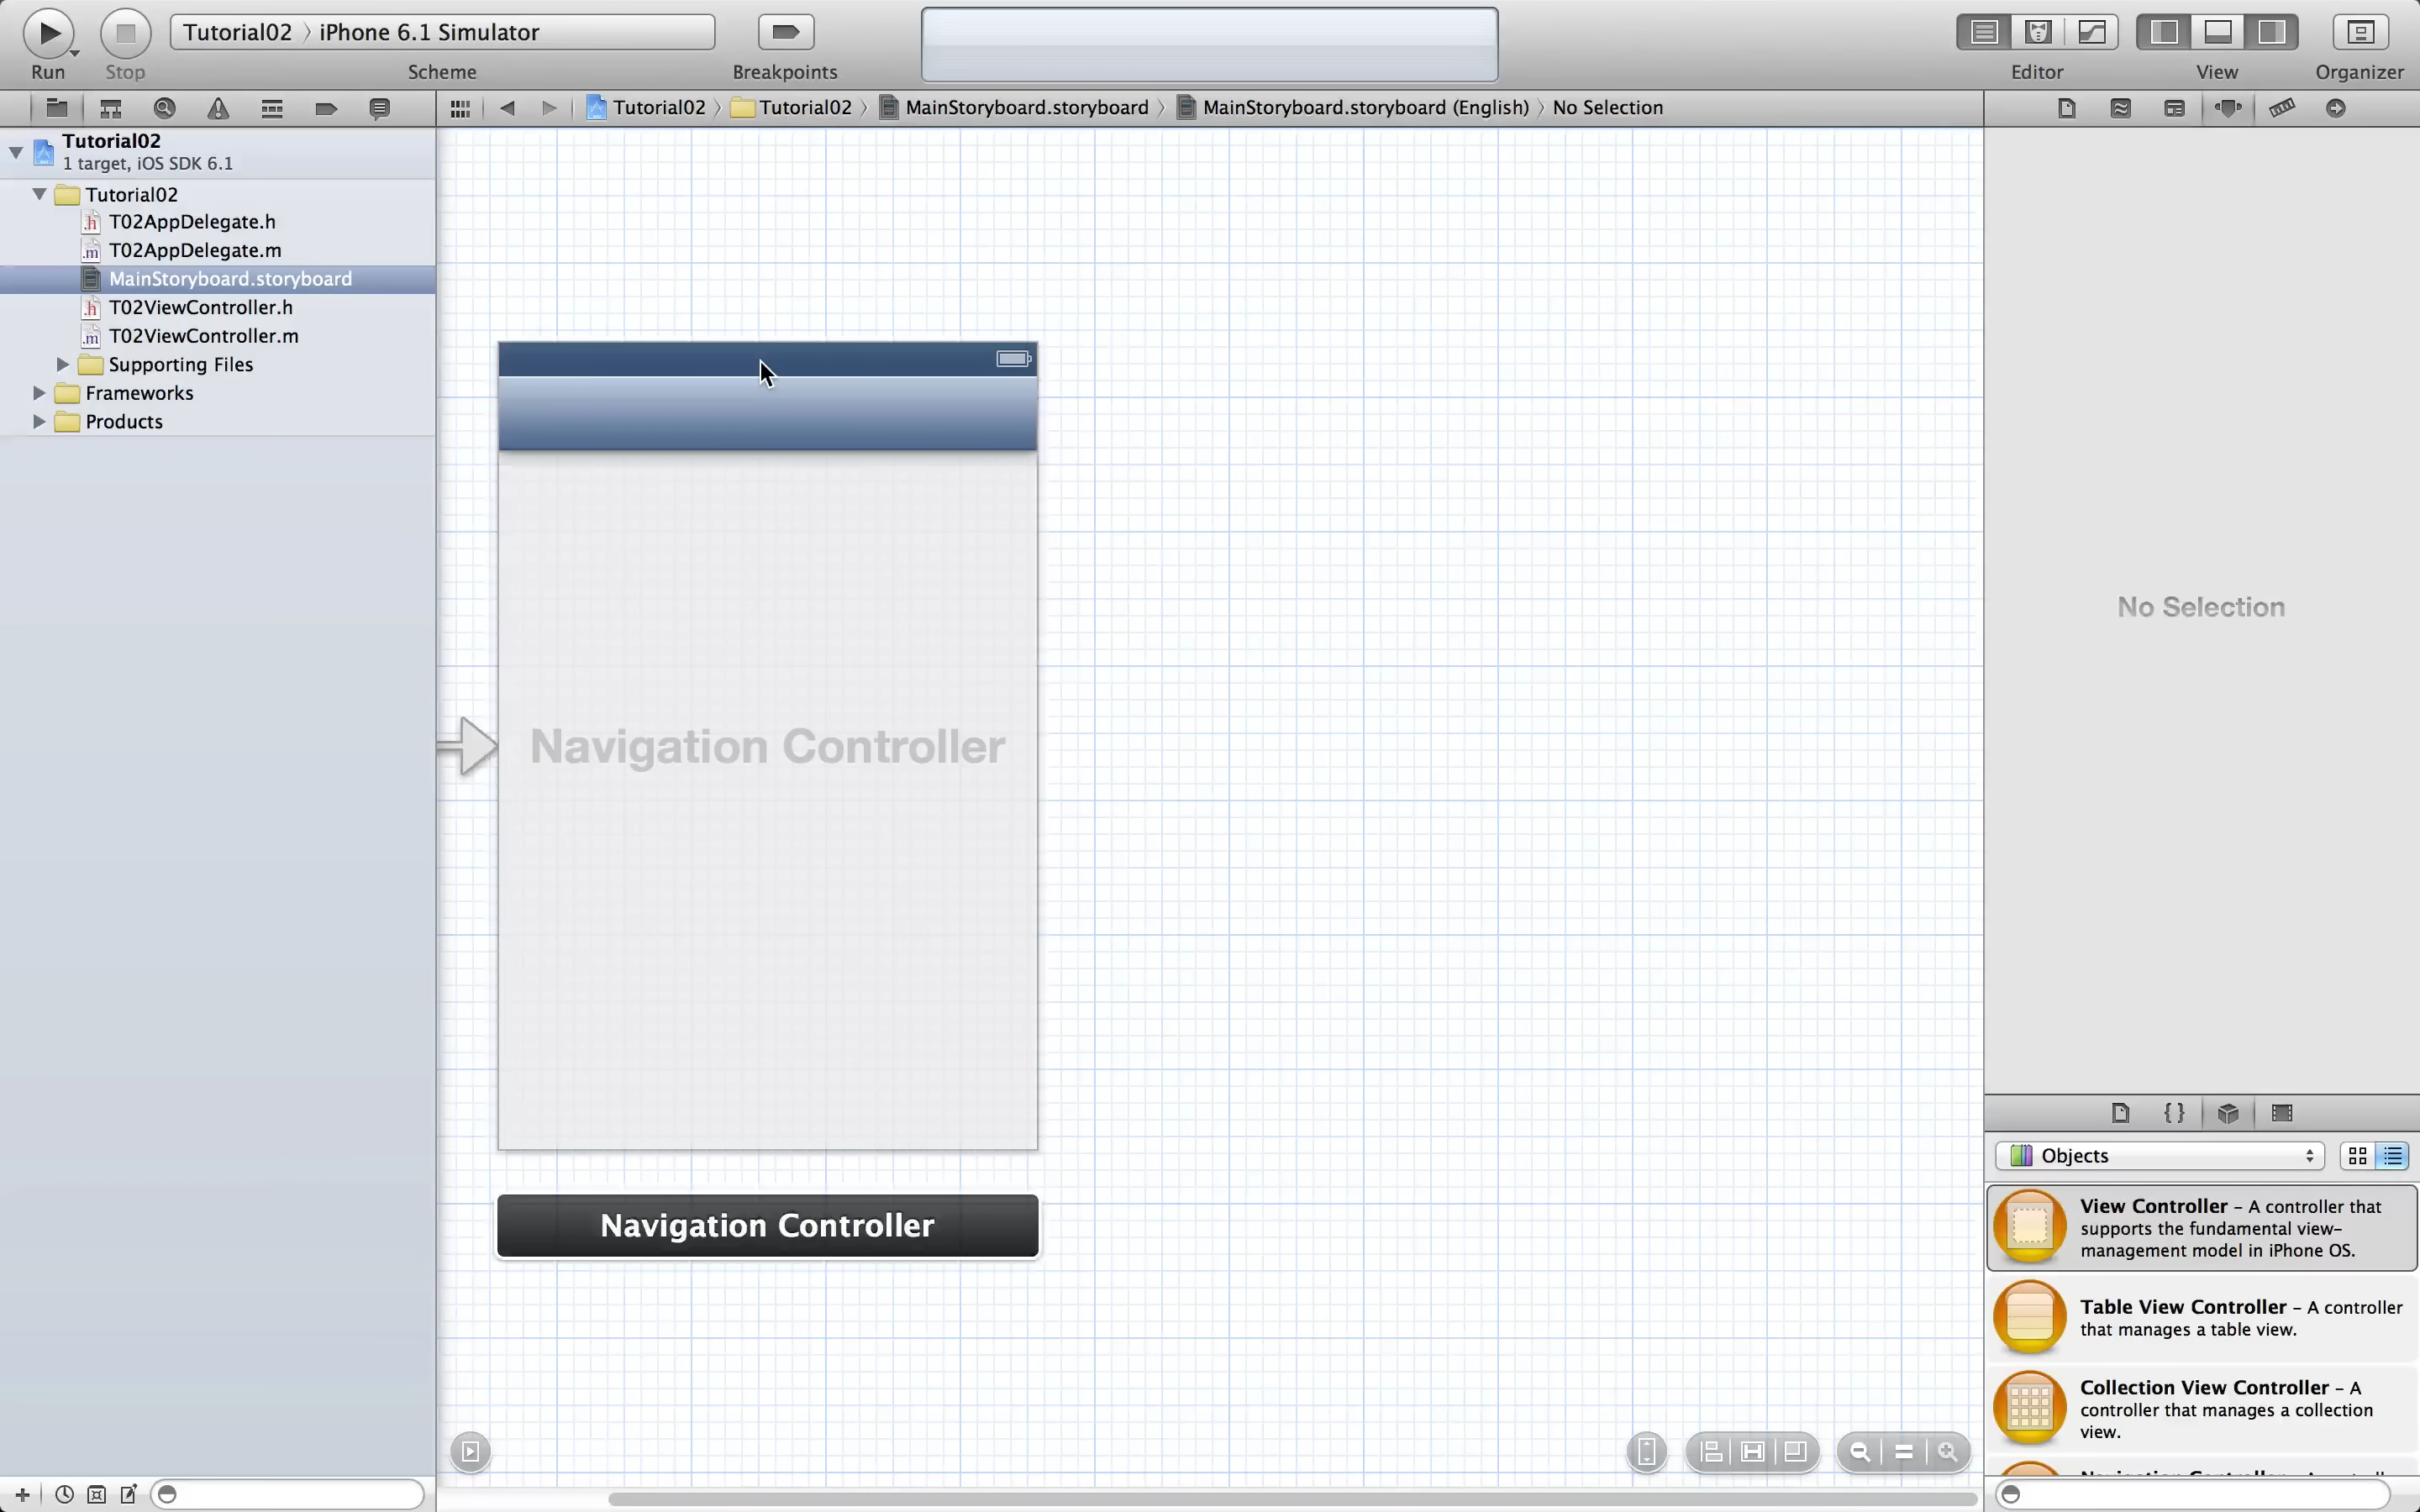 Tutorial02 〉 iPhone 6.1 Simulator
Run
Stop
Scheme
Breakpoints
Editor
View
Organizer
Tutorial02 〉 Tutorial02 〉 MainStoryboard.storyboard 〉 MainStoryboard.storyboard (English) 〉 No Selection
Tutorial02
1 target, iOS SDK 6.1
Tutorial02
T02AppDelegate.h
T02AppDelegate.m
MainStoryboard.storyboard
T02ViewController.h
T02ViewController.m
Supporting Files
Frameworks
Products
Navigation Controller
Navigation Controller
No Selection
Objects
View Controller – A controller that
supports the fundamental view-
management model in iPhone OS.
Table View Controller – A controller
that manages a table view.
Collection View Controller – A
controller that manages a collection
view.